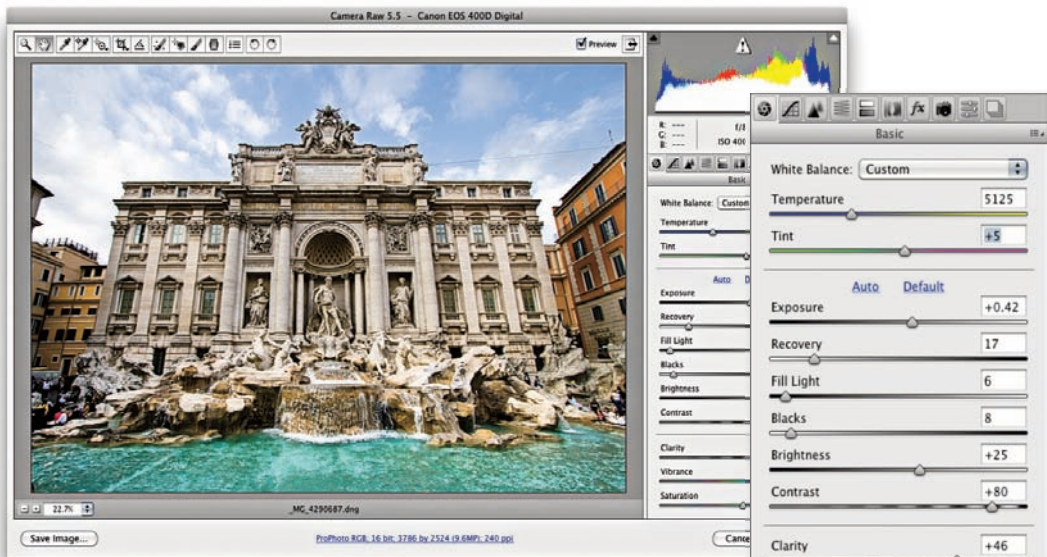 Camera Raw 5.5 – Canon EOS 400D Digital
Preview
R: ---
G: ---
B: ---
f/8
ISO 400
Basic
White Balance: Custom
Temperature
Tint
Auto
Exposure
Recovery
Fill Light
Blacks
Brightness
Contrast
Clarity
Vibrance
Saturation
22.7%
_MG_4290687.dng
Save Image...
ProPhoto RGB; 16 bit; 3786 by 2524 (9.6MP); 240 ppi
Basic
White Balance: Custom
Temperature 5125
Tint +5
Auto Default
Exposure +0.42
Recovery 17
Fill Light 6
Blacks 8
Brightness +25
Contrast +80
Clarity +46